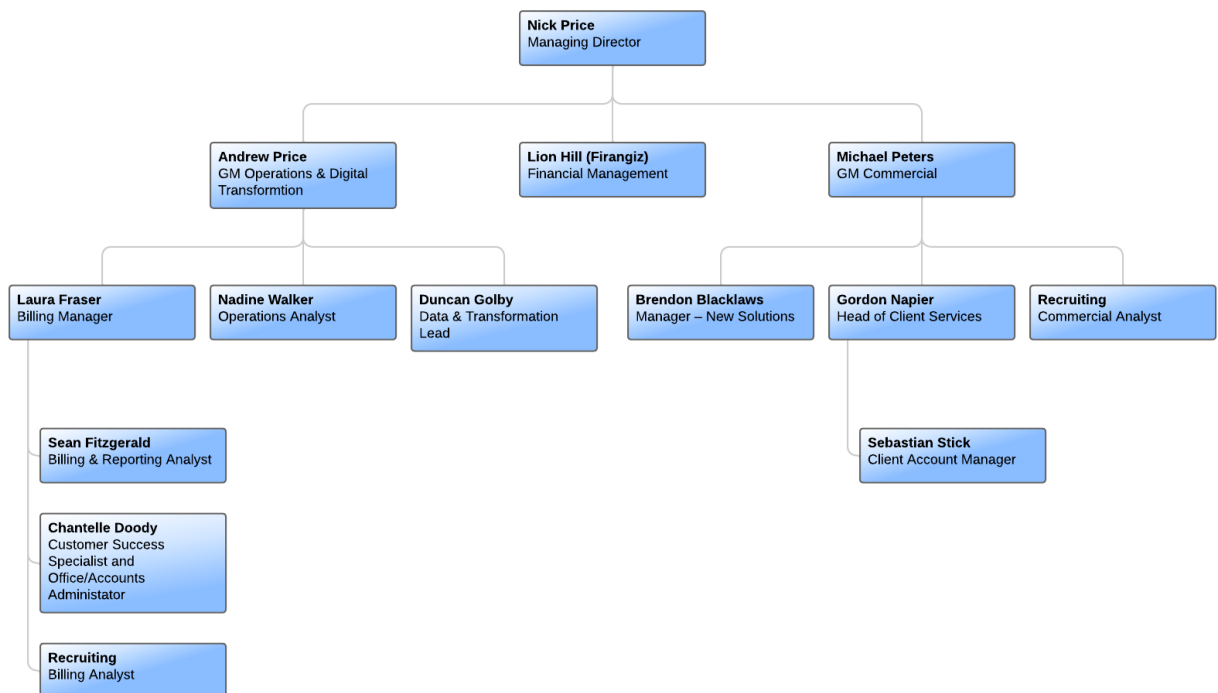 Nick Price
Managing Director
Andrew Price
GM Operations & Digital
Transformtion
Lion Hill (Firangiz)
Financial Management
Michael Peters
GM Commercial
Laura Fraser
Billing Manager
Nadine Walker
Operations Analyst
Duncan Golby
Data & Transformation
Lead
Brendon Blacklaws
Manager – New Solutions
Gordon Napier
Head of Client Services
Recruiting
Commercial Analyst
Sean Fitzgerald
Billing & Reporting Analyst
Sebastian Stick
Client Account Manager
Chantelle Doody
Customer Success
Specialist and
Office/Accounts
Administator
Recruiting
Billing Analyst